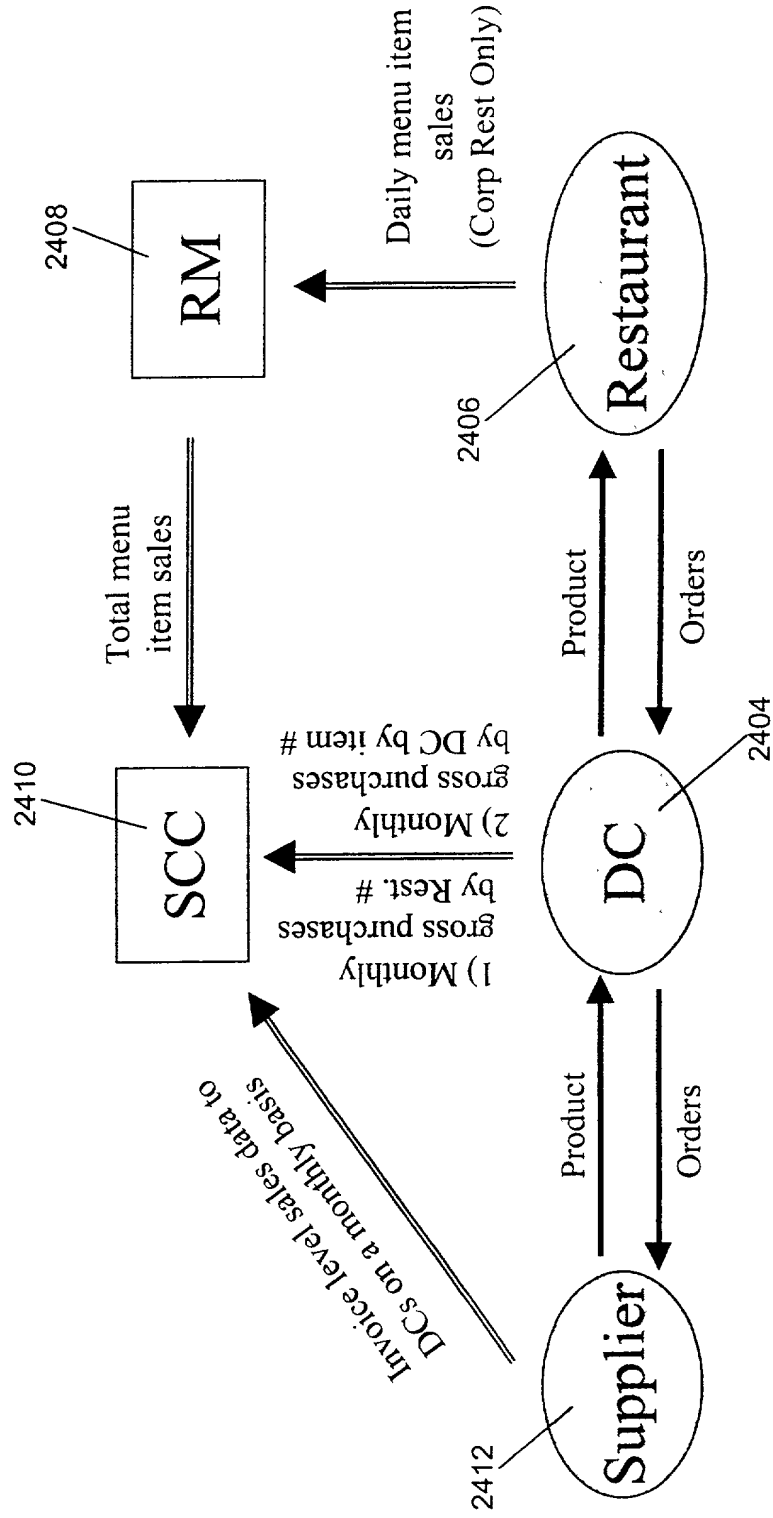 2410
SCC
Total menu
item sales
2408
RM
Invoice level sales data to
DCs on a monthly basis
1) Monthly
gross purchases
by Rest. #
2) Monthly
gross purchases
by DC by item #
Daily menu item
sales
(Corp Rest Only)
2412
Supplier
Product
Orders
DC
2404
Product
Orders
2406
Restaurant